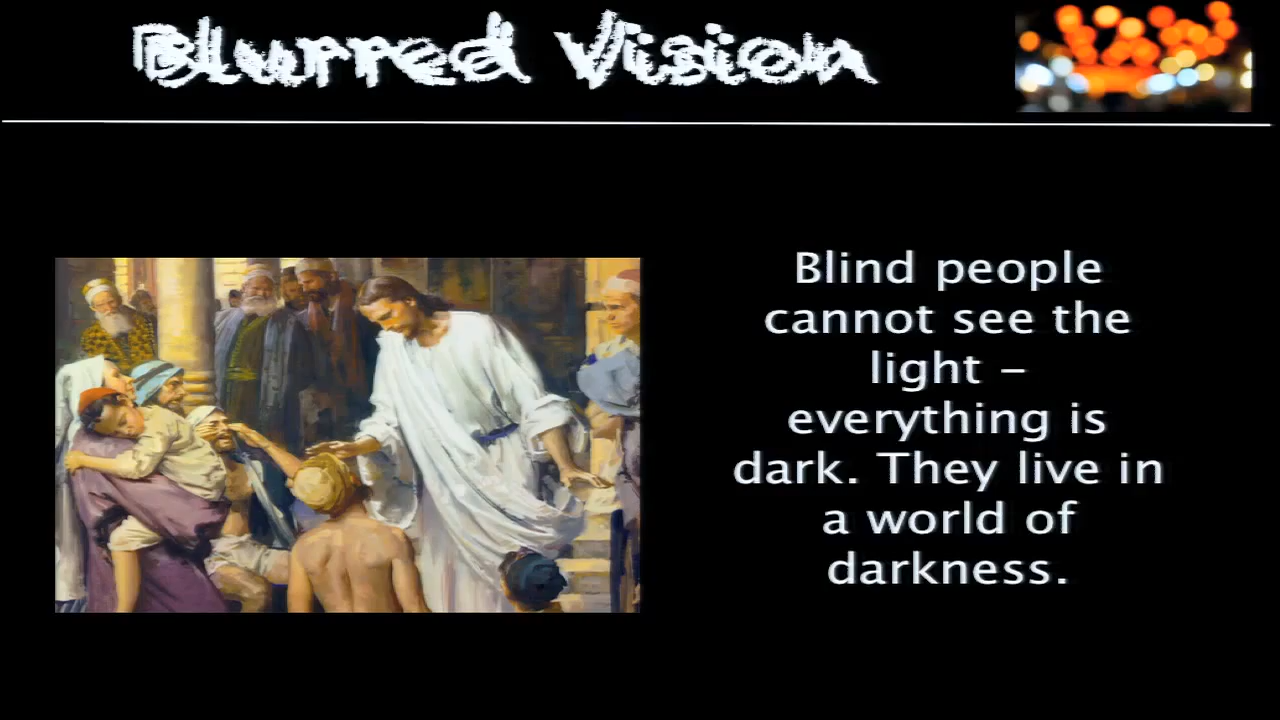 Blurred Vision
Blind people
cannot see the
light –
everything is
dark. They live in
a world of
darkness.